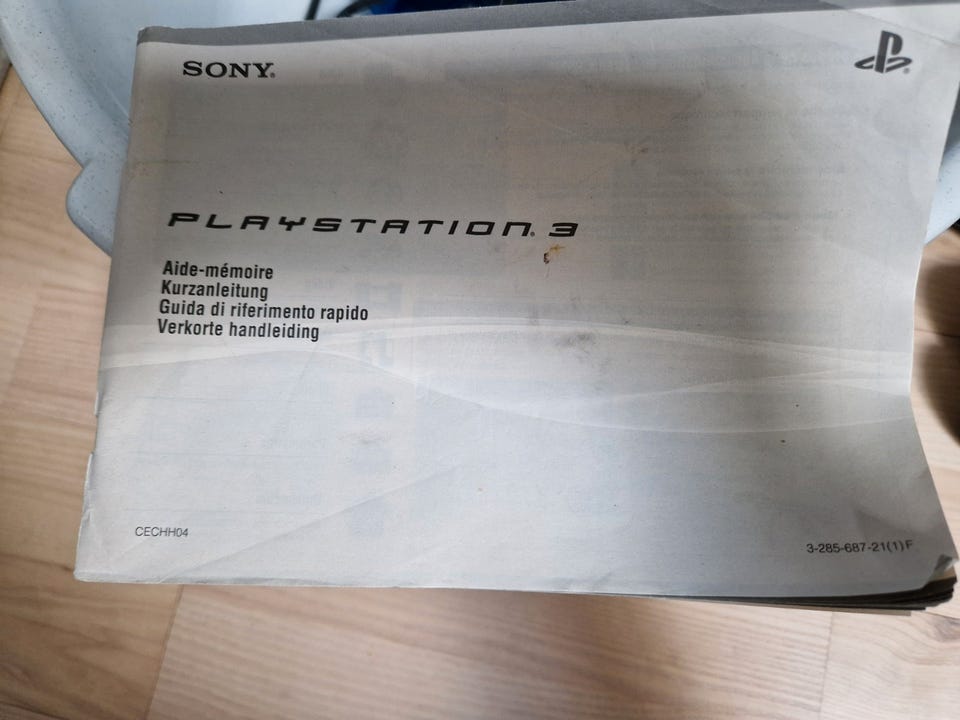 SONY®
PLAYSTATION® 3
Aide-mémoire
Kurzanleitung
Guida di riferimento rapido
Verkorte handleiding
CECHH04
3-285-687-21(1) F